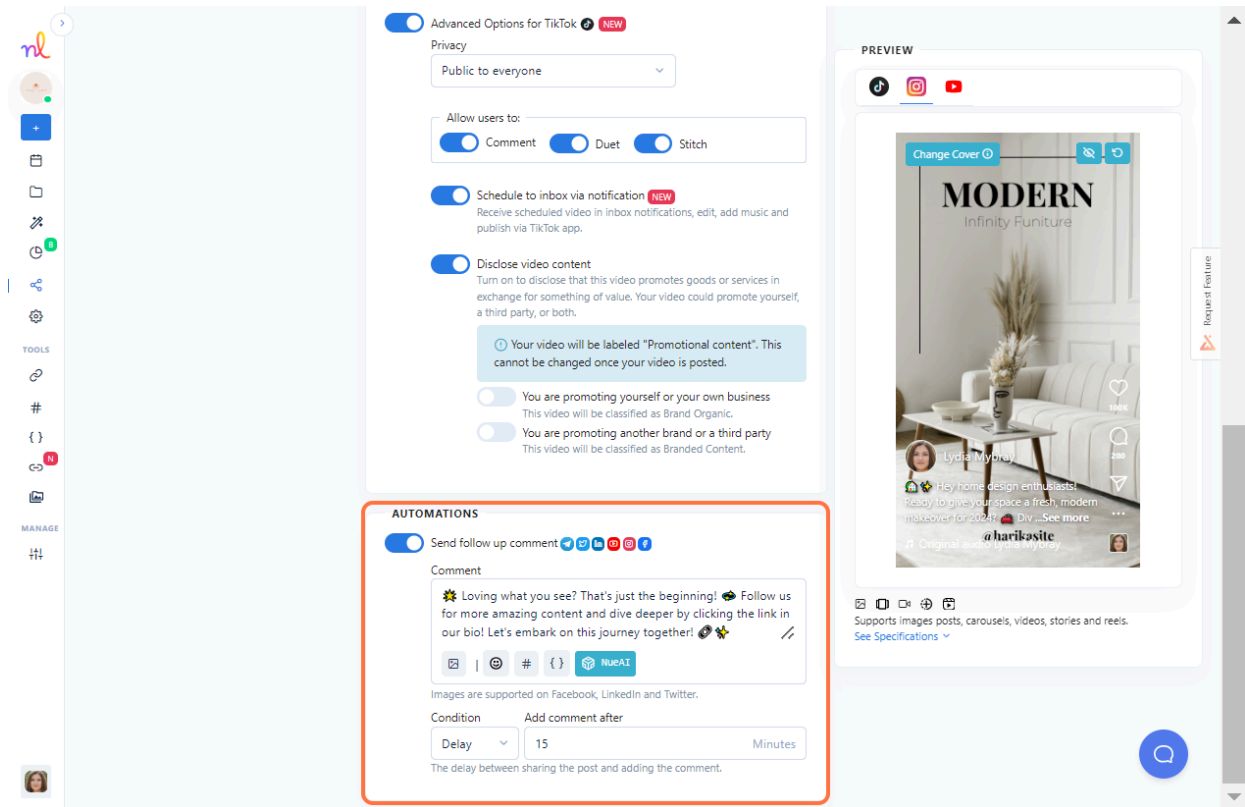 nl
+
8
TOOLS
#
{ }
N
MANAGE
Advanced Options for TikTok NEW
Privacy
Public to everyone
Allow users to:
Comment Duet Stitch
Schedule to inbox via notification NEW
Receive scheduled video in inbox notifications, edit, add music and
publish via TikTok app.
Disclose video content
Turn on to disclose that this video promotes goods or services in
exchange for something of value. Your video could promote yourself,
a third party, or both.
Your video will be labeled "Promotional content". This
cannot be changed once your video is posted.
You are promoting yourself or your own business
This video will be classified as Brand Organic.
You are promoting another brand or a third party
This video will be classified as Branded Content.
AUTOMATIONS
Send follow up comment
Comment
💥 Loving what you see? That's just the beginning! Follow us
for more amazing content and dive deeper by clicking the link in
our bio! Let's embark on this journey together! 🔗 ✨
| # { } NueAI
Images are supported on Facebook, LinkedIn and Twitter.
Condition Add comment after
Delay 15 Minutes
The delay between sharing the post and adding the comment.
PREVIEW
Change Cover
MODERN
Infinity Funiture
100K
200
Lydia Mybray
🏡 ✨ Hey home design enthusiasts!
Ready to give your space a fresh, modern
makeover for 2024? Div ...See more
@harikasite
Original audio Lydia Mybray.
Supports images posts, carousels, videos, stories and reels.
See Specifications
Request Feature